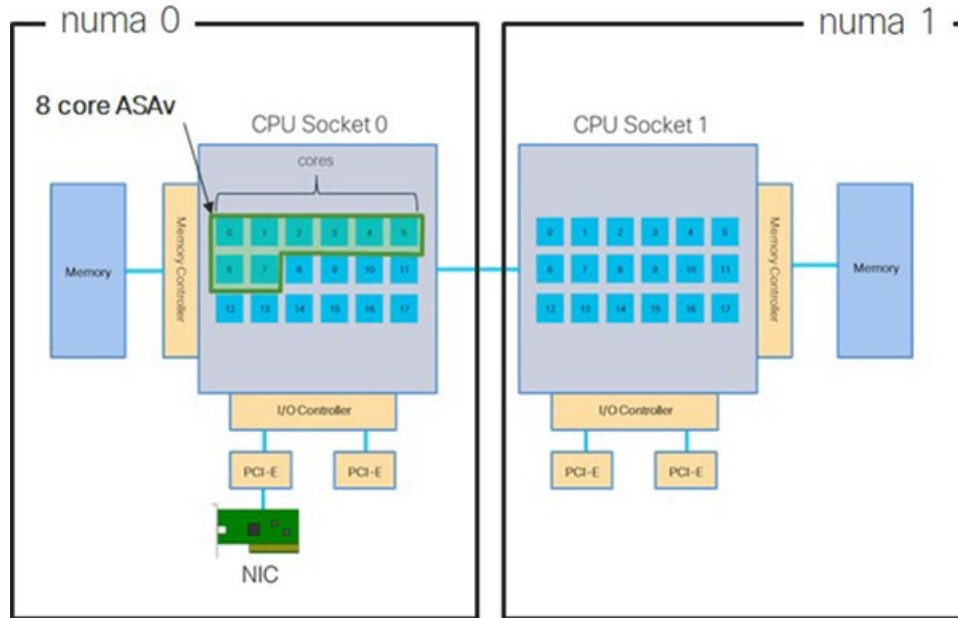 numa 0
numa 1
8 core ASAv
CPU Socket 0
CPU Socket 1
cores
Memory
Memory Controller
0 1 2 3 4 5
6 7 8 9 10 11
12 13 14 15 16 17
0 1 2 3 4 5
6 7 8 9 10 11
12 13 14 15 16 17
Memory Controller
Memory
I/O Controller
I/O Controller
PCI-E
PCI-E
PCI-E
PCI-E
NIC